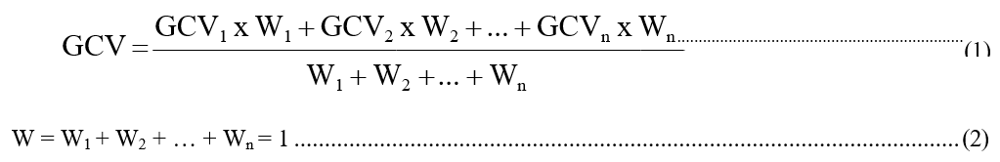 GCV = GCV₁ x W₁ + GCV₂ x W₂ + ... + GCVₙ x Wₙ................................................................(1)
W₁ + W₂ + ... + Wₙ
W = W₁ + W₂ + … + Wₙ = 1 ................................................................................................................(2)